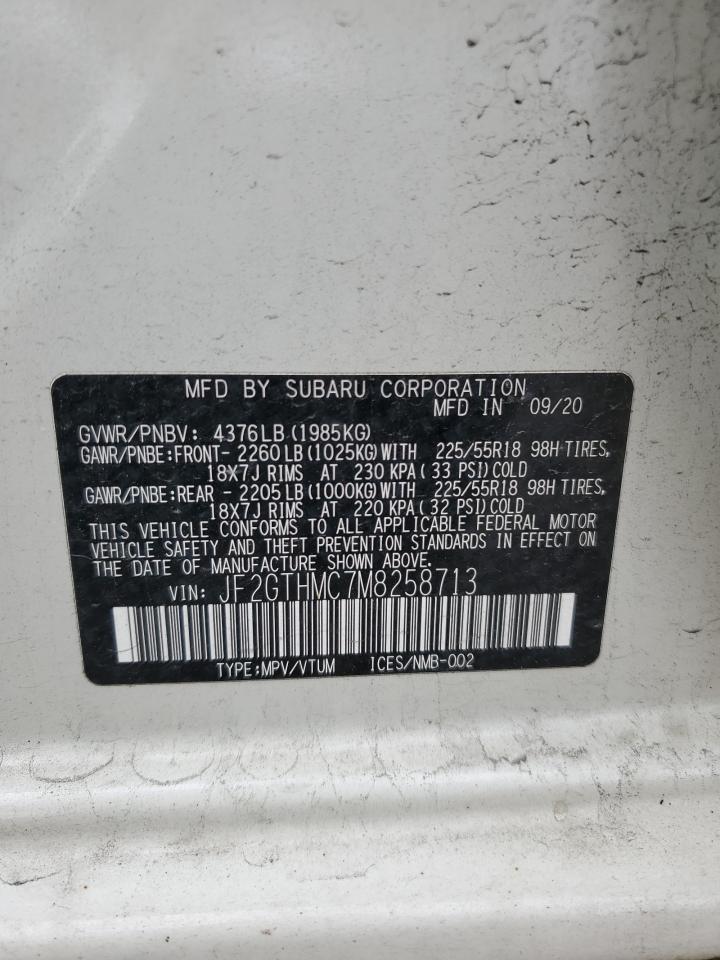 MFD BY SUBARU CORPORATION
MFD IN 09/20
GVWR/PNBV: 4376LB (1985KG)
GAWR/PNBE:FRONT- 2260 LB (1025KG) WITH 225/55R18 98H TIRES,
18X7J RIMS AT 230 KPA ( 33 PSI) COLD
GAWR/PNBE:REAR - 2205 LB (1000KG) WITH 225/55R18 98H TIRES,
18X7J RIMS AT 220 KPA ( 32 PSI) COLD
THIS VEHICLE CONFORMS TO ALL APPLICABLE FEDERAL MOTOR
VEHICLE SAFETY AND THEFT PREVENTION STANDARDS IN EFFECT ON
THE DATE OF MANUFACTURE SHOWN ABOVE.
VIN: JF2GTHMC7M8258713
TYPE:MPV/VTUM ICES/NMB-002